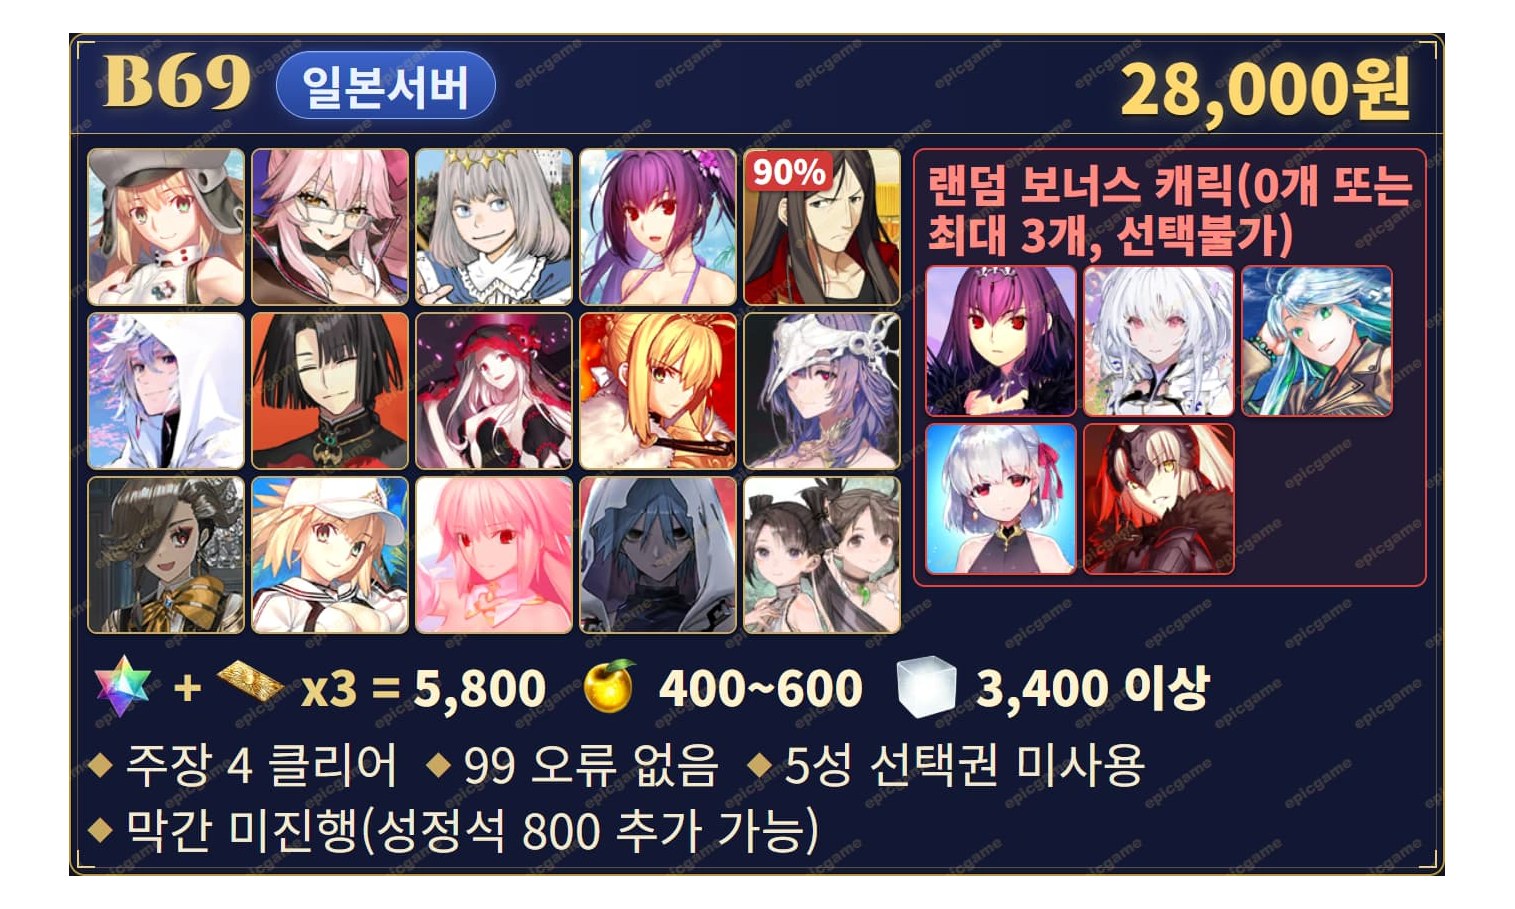 B69 일본서버 28,000원
90%
랜덤 보너스 캐릭(0개 또는
최대 3개, 선택불가)
+ x3 = 5,800 400~600 3,400 이상
◆ 주장 4 클리어 ◆ 99 오류 없음 ◆ 5성 선택권 미사용
◆ 막간 미진행(성정석 800 추가 가능)
epicgame